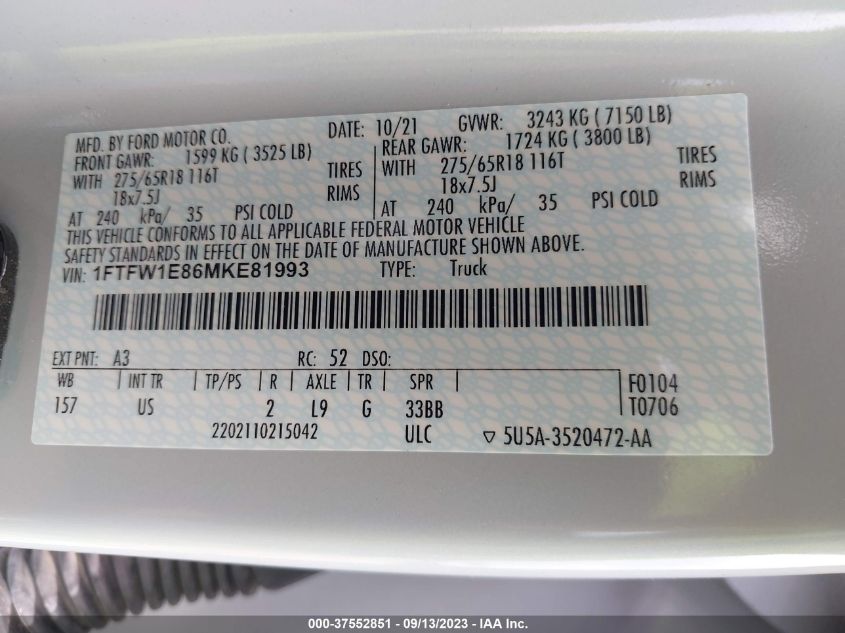 MFD. BY FORD MOTOR CO. DATE: 10/21 GVWR: 3243 KG ( 7150 LB)
FRONT GAWR: 1599 KG ( 3525 LB) REAR GAWR: 1724 KG ( 3800 LB)
WITH 275/65R18 116T TIRES WITH 275/65R18 116T TIRES
18x7.5J RIMS 18x7.5J RIMS
AT 240 kPa/ 35 PSI COLD AT 240 kPa/ 35 PSI COLD
THIS VEHICLE CONFORMS TO ALL APPLICABLE FEDERAL MOTOR VEHICLE
SAFETY STANDARDS IN EFFECT ON THE DATE OF MANUFACTURE SHOWN ABOVE.
VIN: 1FTFW1E86MKE81993 TYPE: Truck
EXT PNT: A3 RC: 52 DSO:
WB INT TR TP/PS R AXLE TR SPR F0104
157 US 2 L9 G 33BB T0706
2202110215042 ULC ▽ 5U5A-3520472-AA
000-37552851 - 09/13/2023 - IAA Inc.